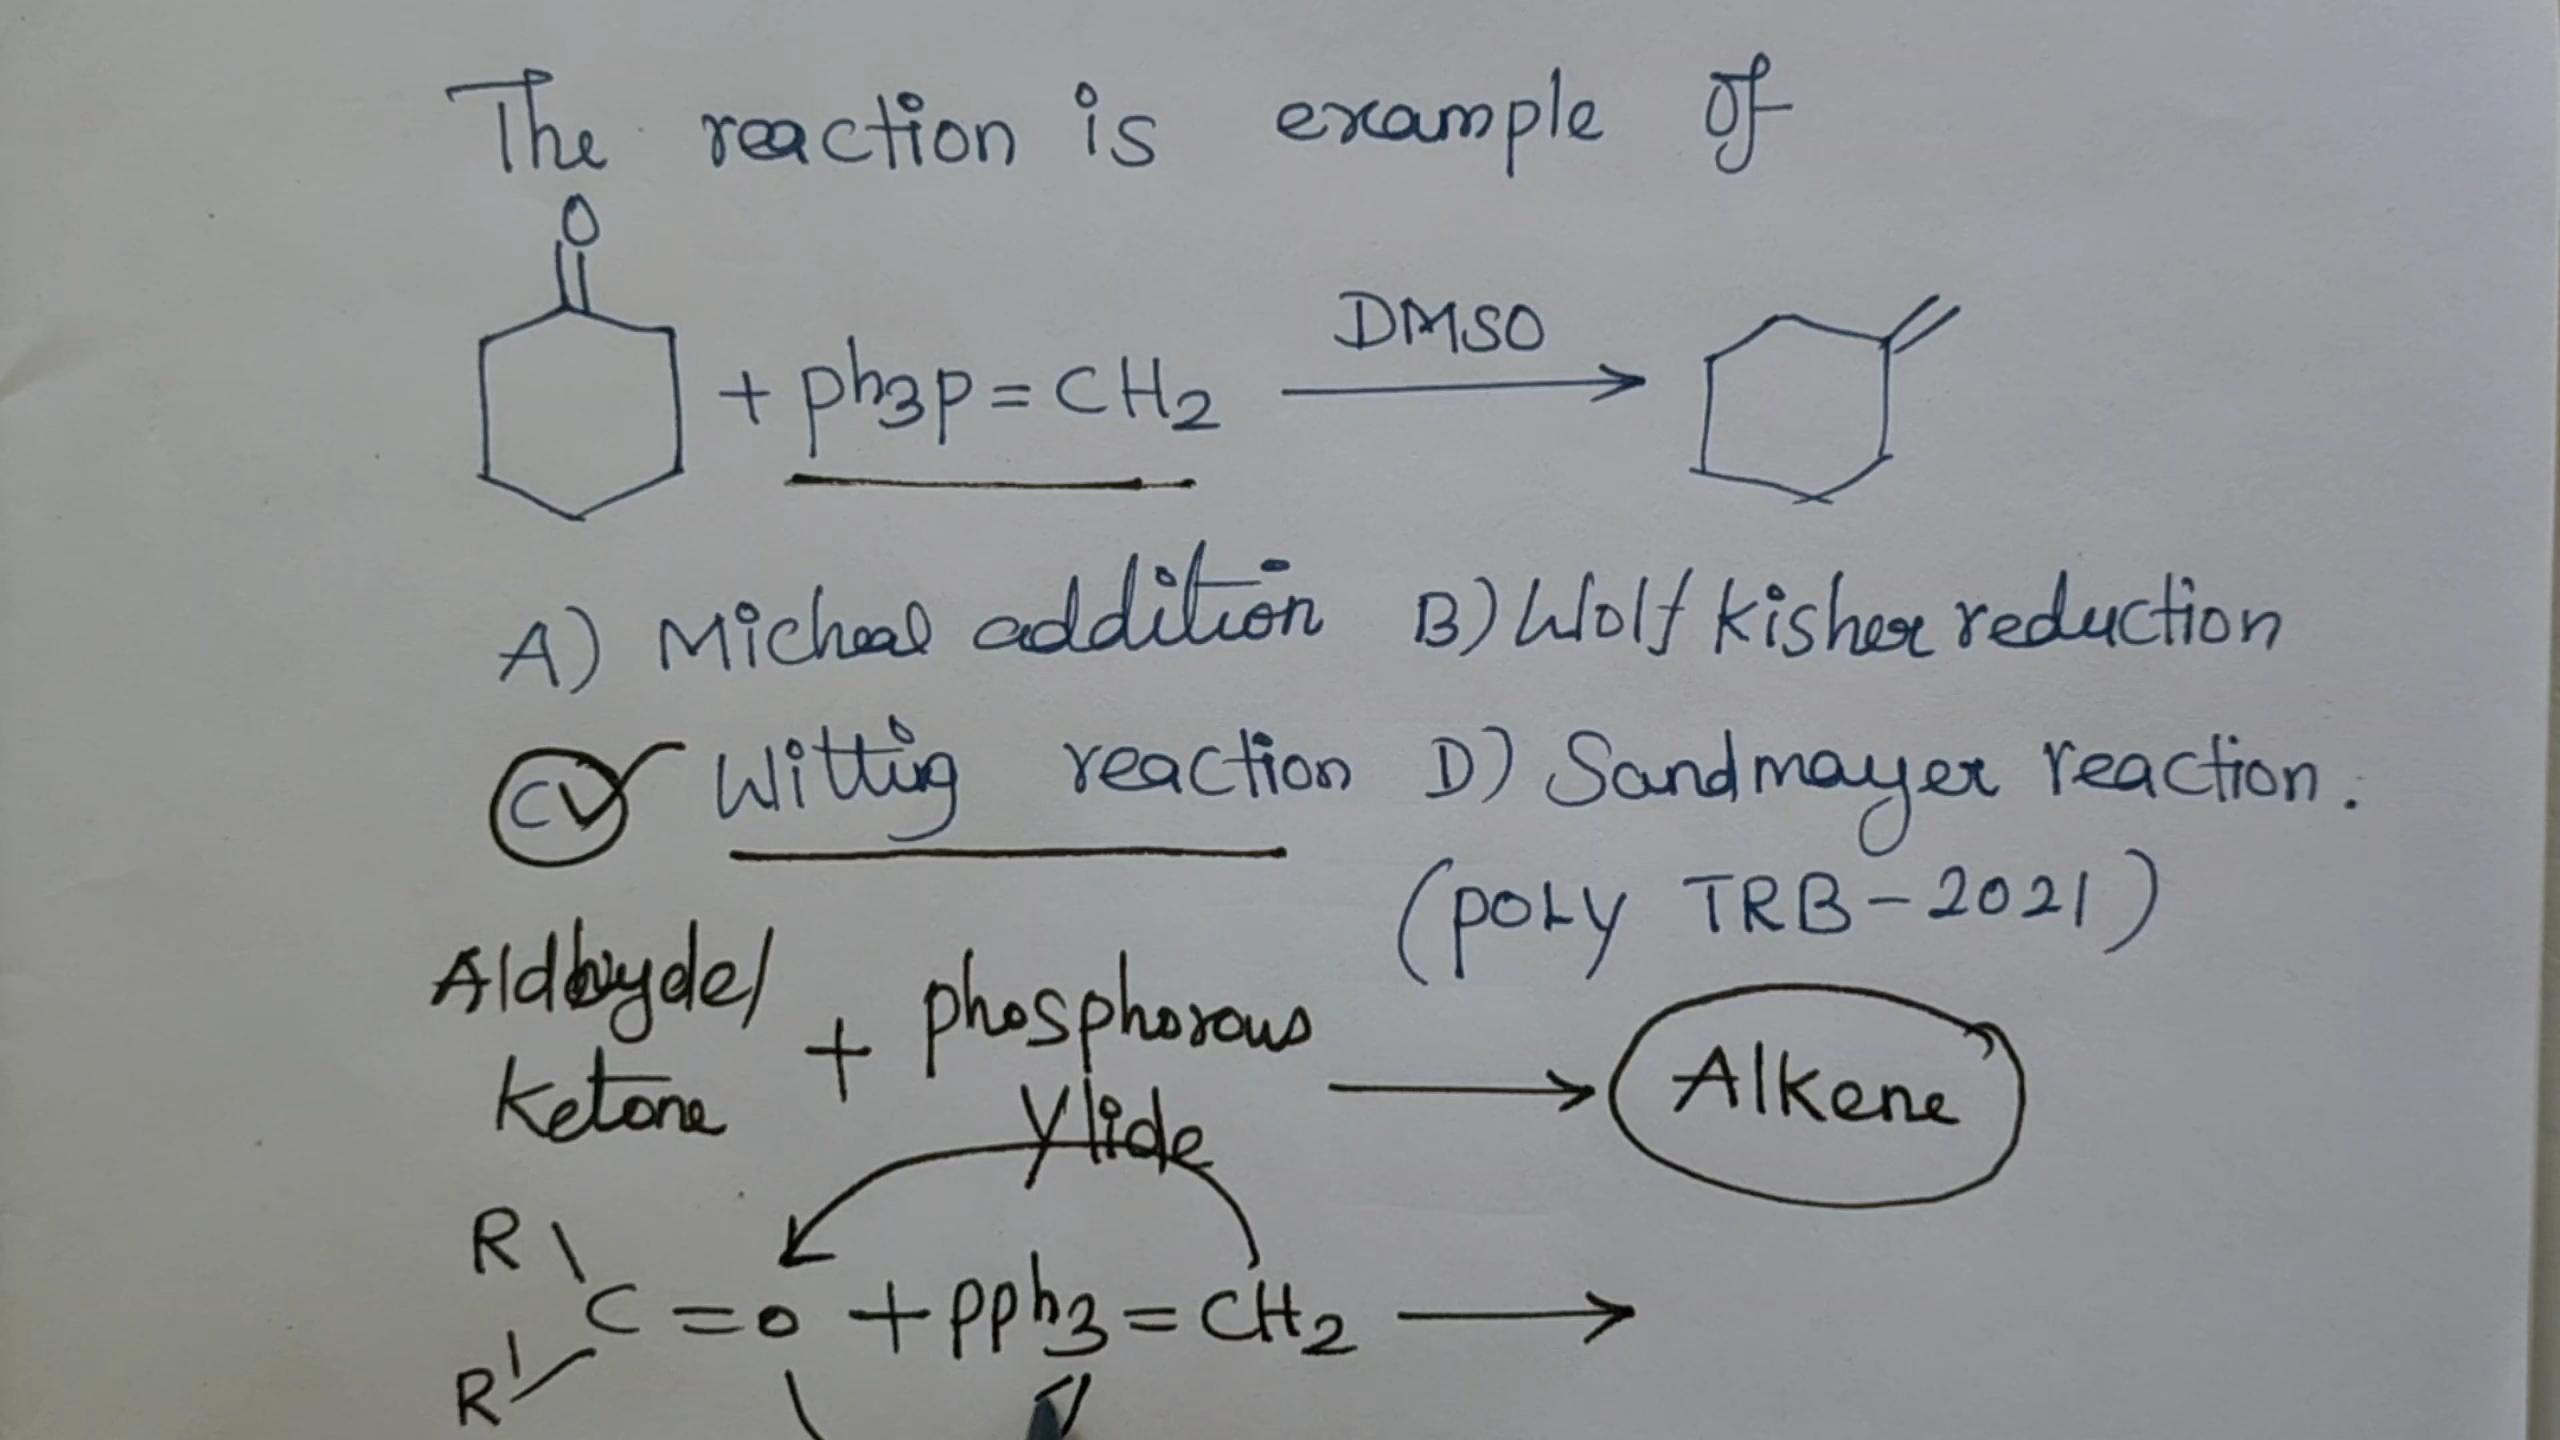 The reaction is example of
O
+ ph3p = CH2 DMSO
A) Micheal addition B) Wolf Kisher reduction
C Wittig reaction D) Sandmayer reaction.
(poly TRB-2021)
Aldhyde/ + phosphorous
Ketone ylide Alkene
R
C = O + pph3 = CH2
R'